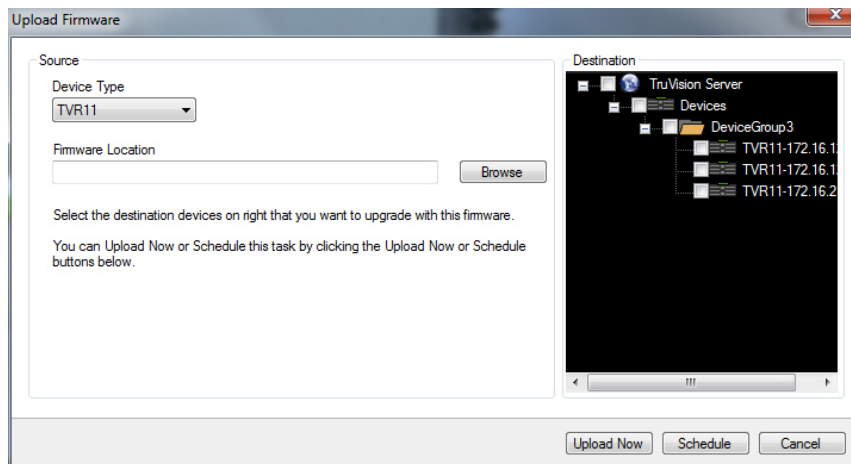 Upload Firmware
Source
Device Type
TVR11
Firmware Location
Browse
Select the destination devices on right that you want to upgrade with this firmware.
You can Upload Now or Schedule this task by clicking the Upload Now or Schedule
buttons below.
Destination
TruVision Server
Devices
DeviceGroup3
TVR11-172.16.1
TVR11-172.16.1
TVR11-172.16.2
Upload Now
Schedule
Cancel